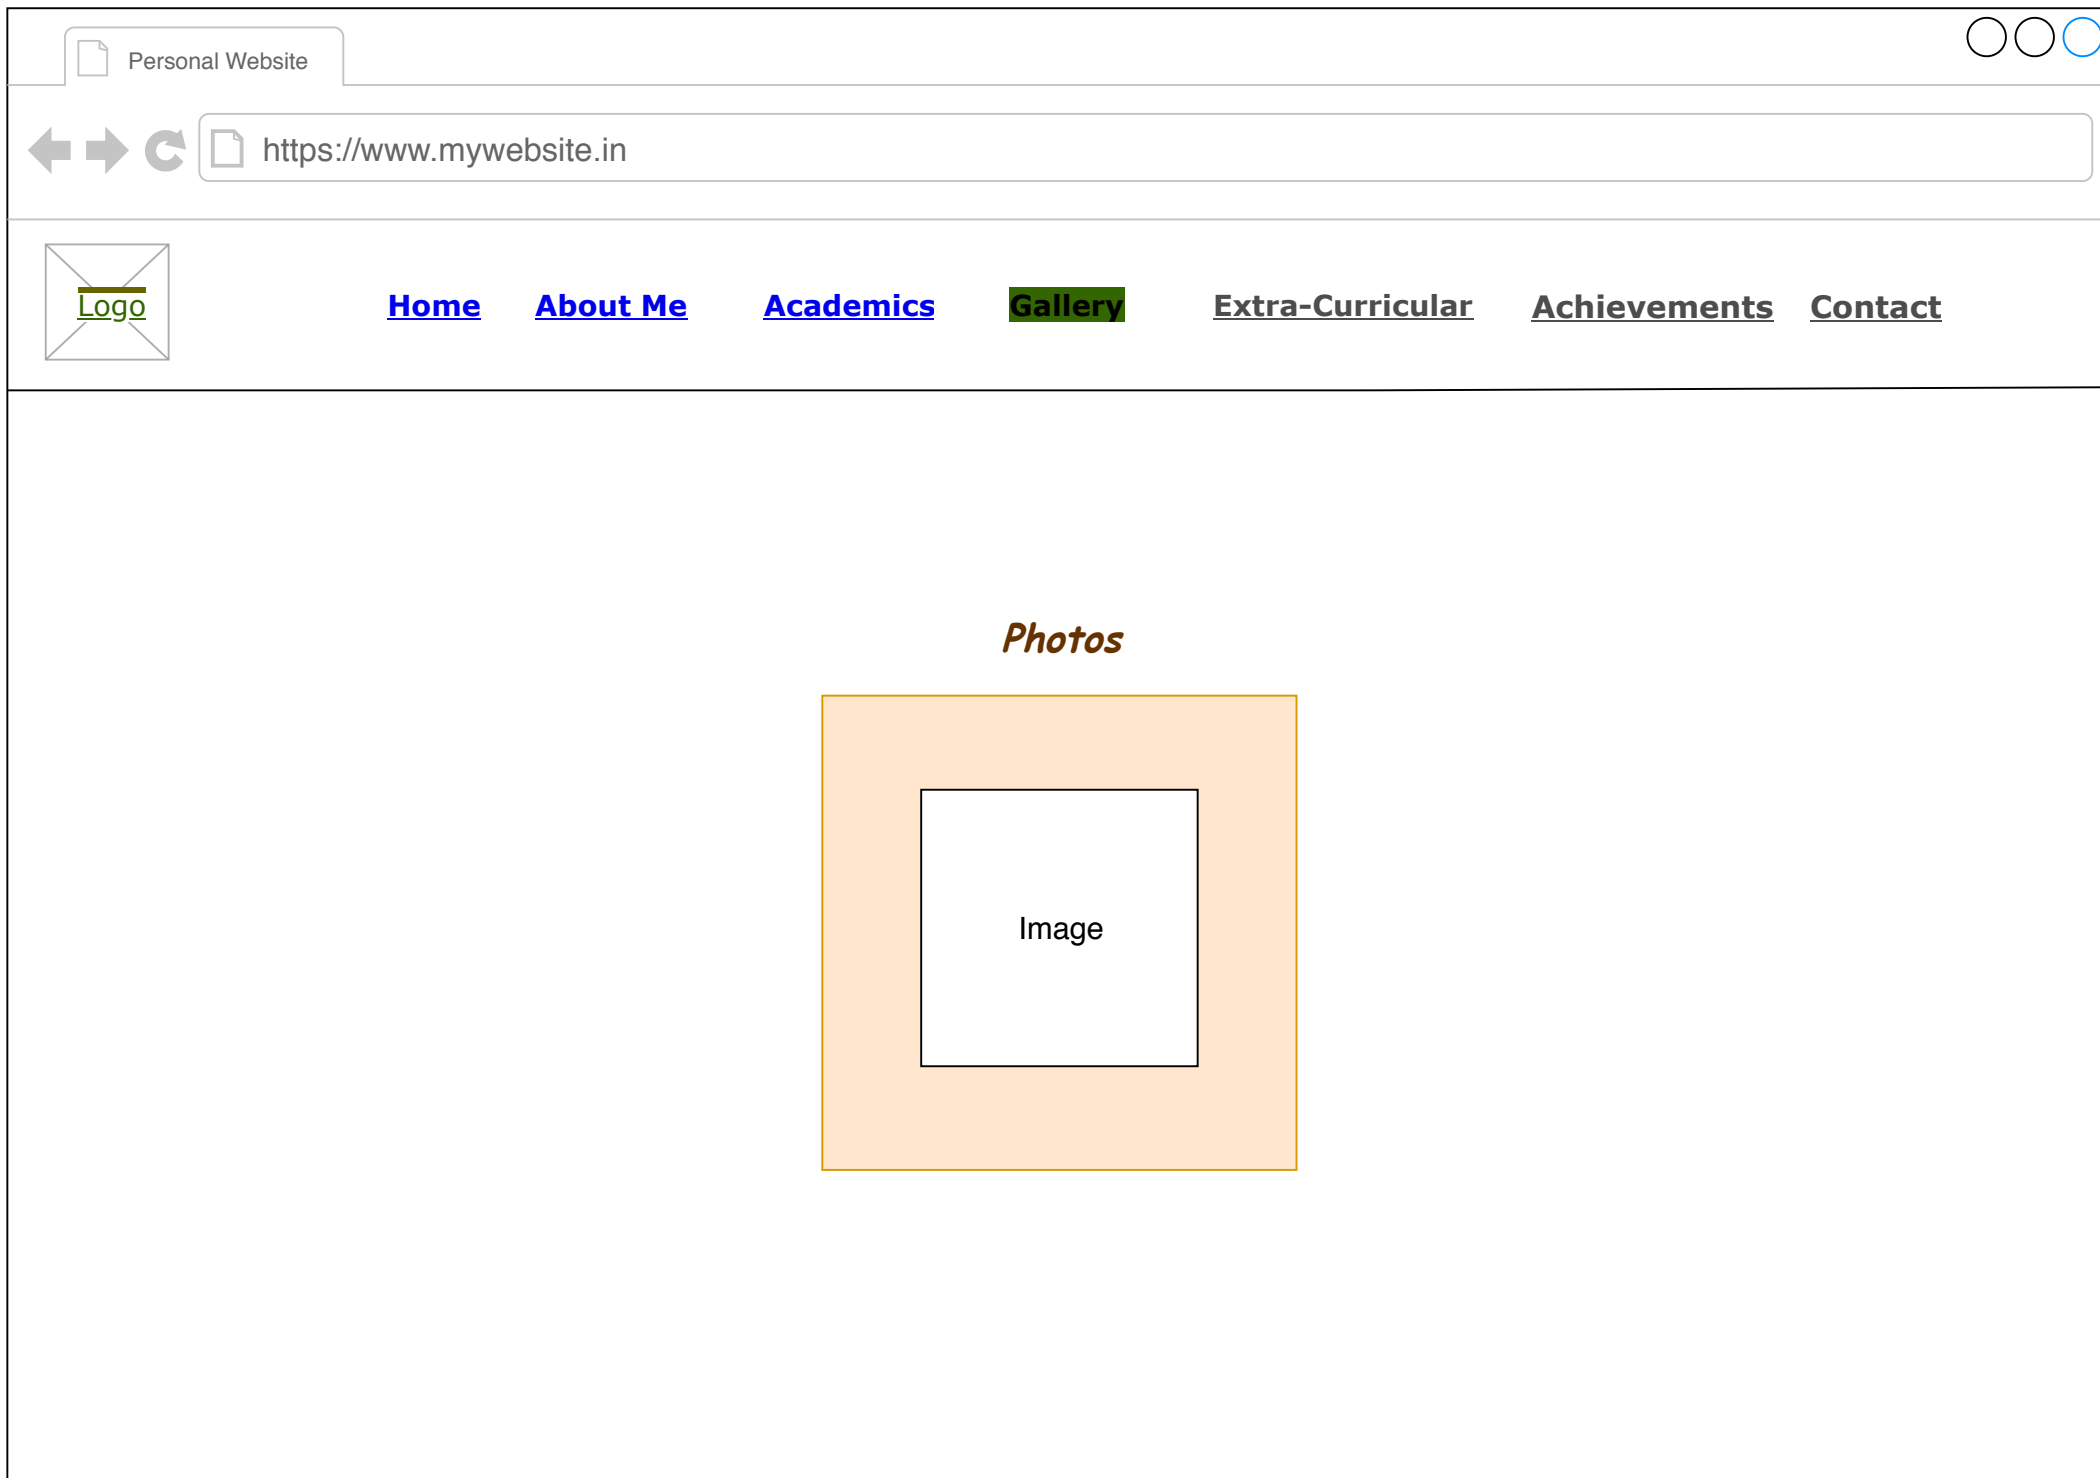 Personal Website
https://www.mywebsite.in
Logo Home About Me Academics Gallery Extra-Curricular Achievements Contact
Photos
Image